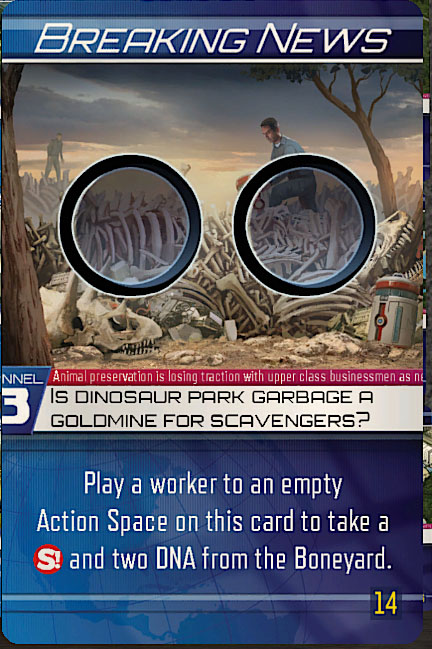 BREAKING NEWS
NNEL
3
Animal preservation is losing traction with upper class businessmen as ne
IS DINOSAUR PARK GARBAGE A
GOLDMINE FOR SCAVENGERS?
Play a worker to an empty
Action Space on this card to take a
S! and two DNA from the Boneyard.
14